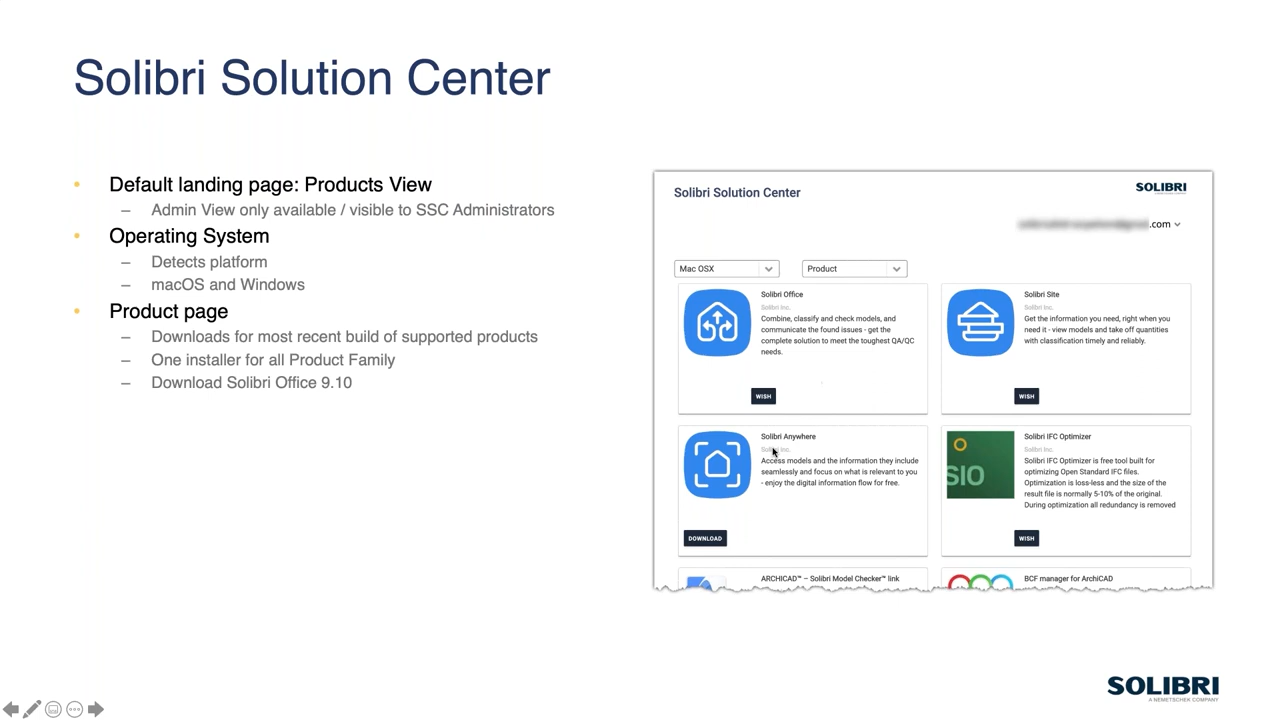 Solibri Solution Center
• Default landing page: Products View
– Admin View only available / visible to SSC Administrators
• Operating System
– Detects platform
– macOS and Windows
• Product page
– Downloads for most recent build of supported products
– One installer for all Product Family
– Download Solibri Office 9.10
Solibri Solution Center
SOLIBRI
.com
Mac OSX
Product
Solibri Office
Solibri Inc.
Combine, classify and check models, and
communicate the found issues - get the
complete solution to meet the toughest QA/QC
needs.
WISH
Solibri Site
Solibri Inc.
Get the information you need, right when you
need it - view models and take off quantities
with classification timely and reliably.
WISH
Solibri Anywhere
Solibri Inc.
Access models and the information they include
seamlessly and focus on what is relevant to you
- enjoy the digital information flow for free.
DOWNLOAD
SIO
Solibri IFC Optimizer
Solibri Inc.
Solibri IFC Optimizer is free tool built for
optimizing Open Standard IFC files.
Optimization is loss-less and the size of the
result file is normally 5-10% of the original.
During optimization all redundancy is removed
WISH
ARCHICAD™ – Solibri Model Checker™ link
BCF manager for ArchiCAD
SOLIBRI
A NEMETSCHEK COMPANY